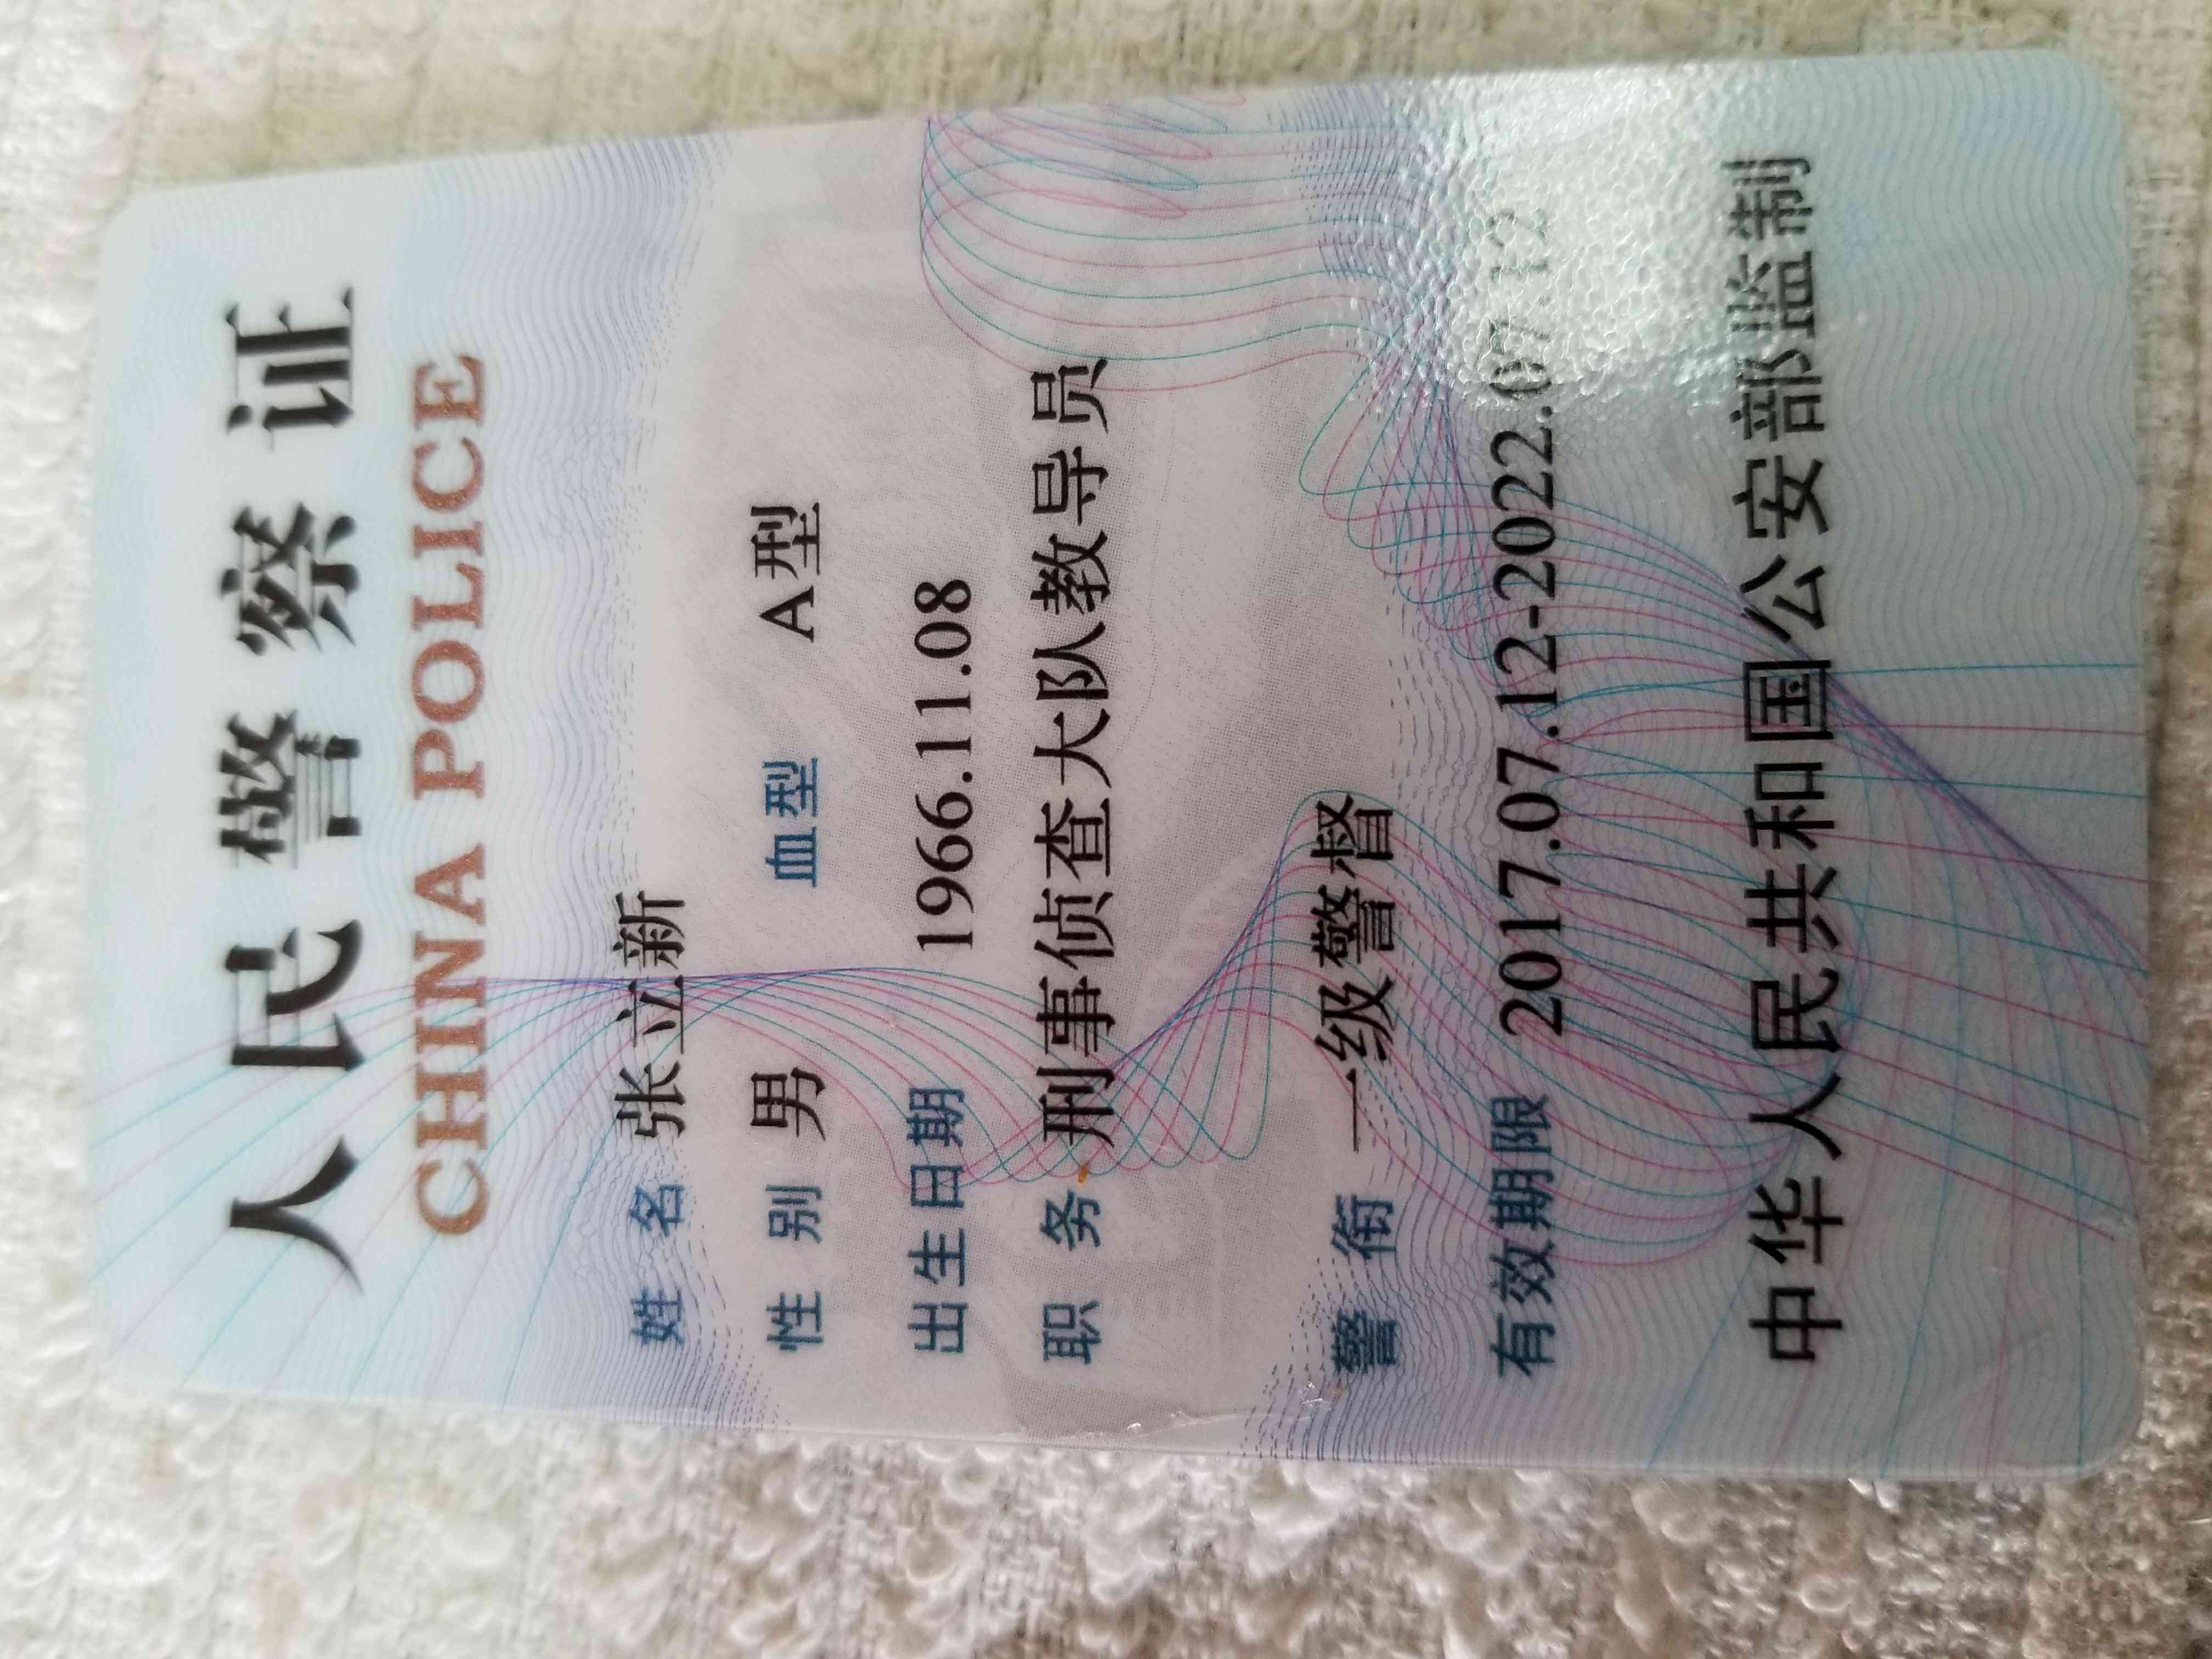 人民警察证
CHINA POLICE
姓名 张立新
性别 男 血型 A型
出生日期 1966.11.08
职务 刑事侦查大队教导员
警衔 一级警督
有效期限 2017.07.12-2022.07.12
中华人民共和国公安部监制